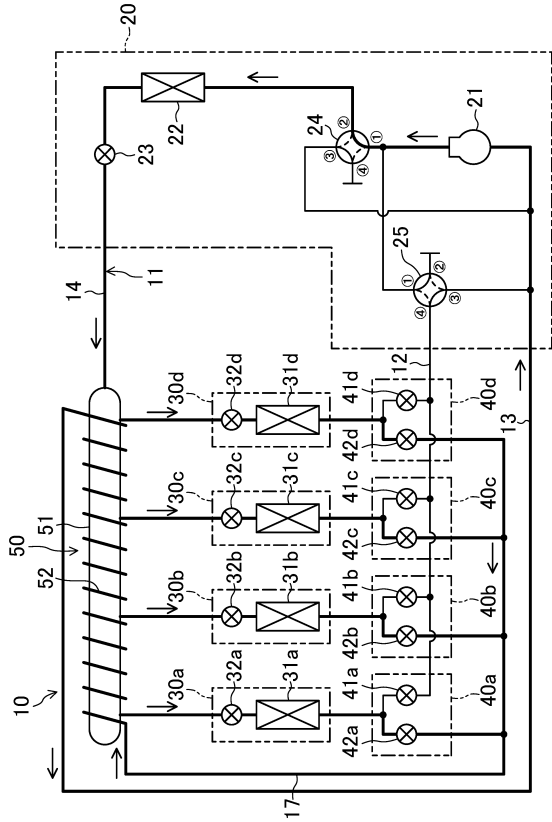 20
24
②
①
③
④
21
22
23
25
①
②
④
③
14
11
12
13
10
50
52
51
30a
30b
30c
30d
32a
32b
32c
32d
31a
31b
31c
31d
41a
41b
41c
41d
42a
42b
42c
42d
40a
40b
40c
40d
17